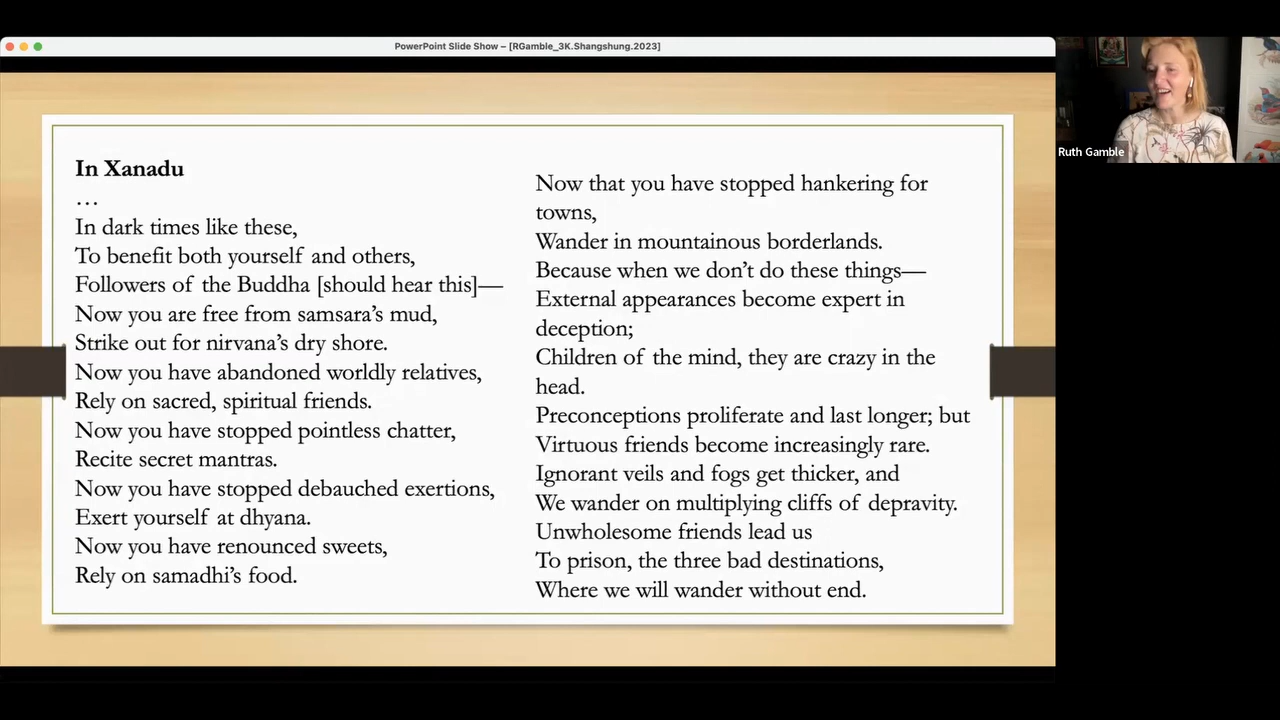 PowerPoint Slide Show – [RGamble_3K.Shangshung.2023]
In Xanadu
…
In dark times like these,
To benefit both yourself and others,
Followers of the Buddha [should hear this]—
Now you are free from samsara’s mud,
Strike out for nirvana’s dry shore.
Now you have abandoned worldly relatives,
Rely on sacred, spiritual friends.
Now you have stopped pointless chatter,
Recite secret mantras.
Now you have stopped debauched exertions,
Exert yourself at dhyana.
Now you have renounced sweets,
Rely on samadhi’s food.
Now that you have stopped hankering for
towns,
Wander in mountainous borderlands.
Because when we don’t do these things—
External appearances become expert in
deception;
Children of the mind, they are crazy in the
head.
Preconceptions proliferate and last longer; but
Virtuous friends become increasingly rare.
Ignorant veils and fogs get thicker, and
We wander on multiplying cliffs of depravity.
Unwholesome friends lead us
To prison, the three bad destinations,
Where we will wander without end.
Ruth Gamble